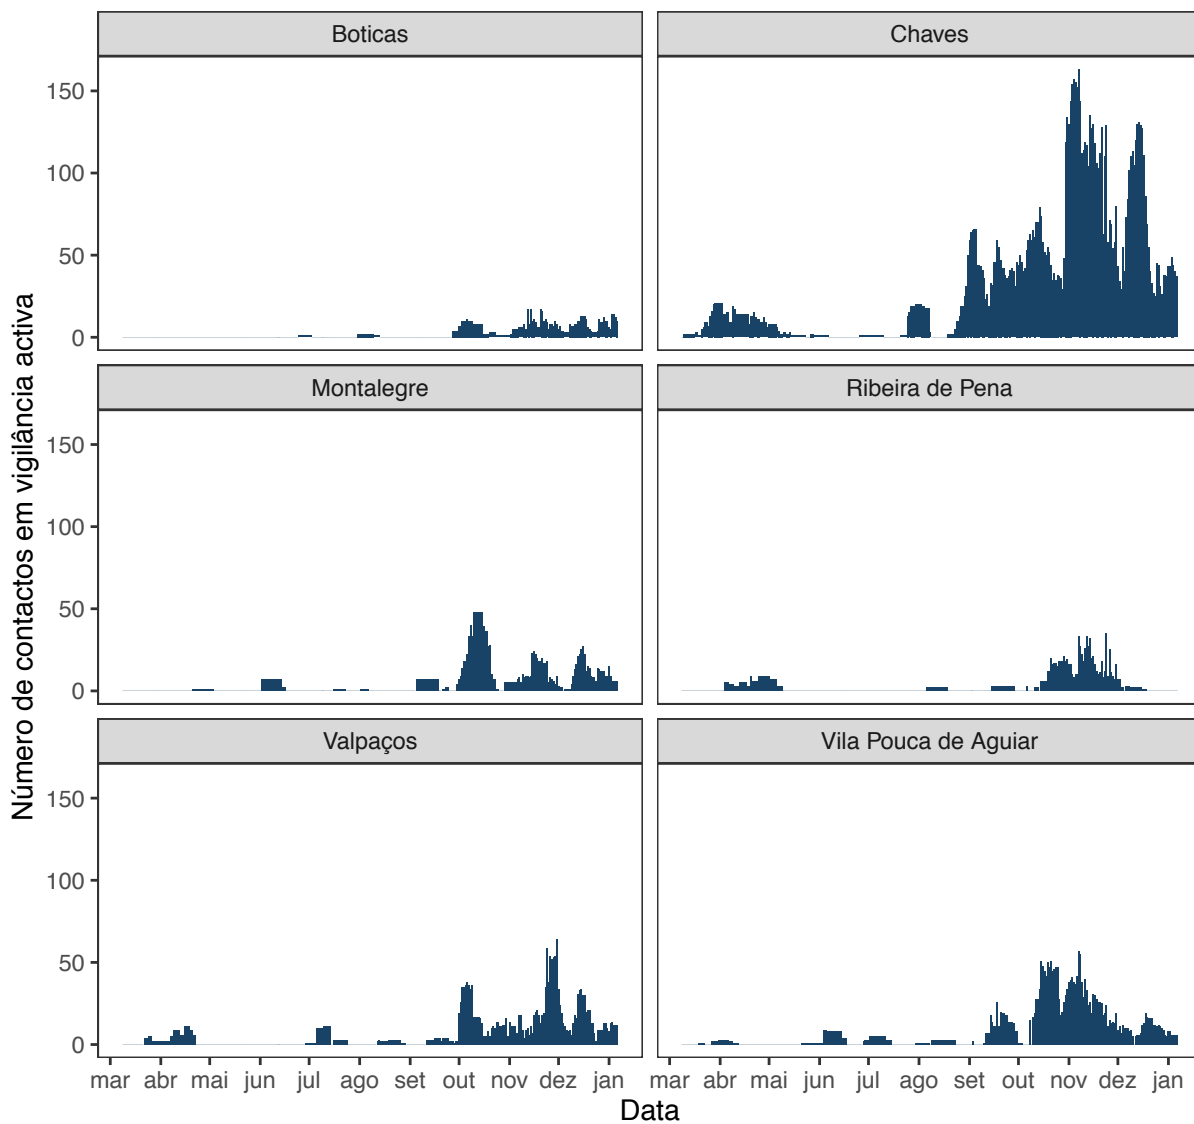 Boticas Chaves
150
100
50
0
Montalegre Ribeira de Pena
150
100
50
0
Valpaços Vila Pouca de Aguiar
150
100
50
0
mar abr mai jun jul ago set out nov dez jan mar abr mai jun jul ago set out nov dez jan
Data
Número de contactos em vigilância activa